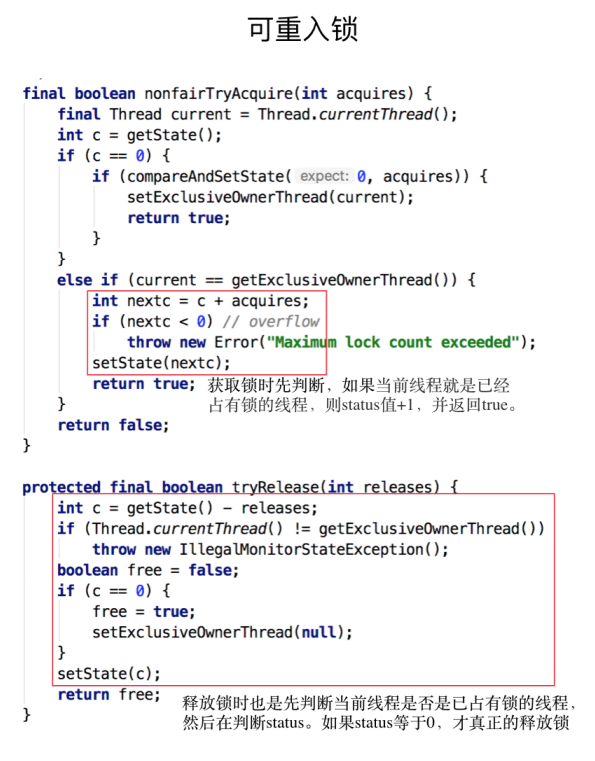 可重入锁
final boolean nonfairTryAcquire(int acquires) {
final Thread current = Thread.currentThread();
int c = getState();
if (c == 0) {
if (compareAndSetState( expect: 0, acquires)) {
setExclusiveOwnerThread(current);
return true;
}
}
else if (current == getExclusiveOwnerThread()) {
int nextc = c + acquires;
if (nextc < 0) // overflow
throw new Error("Maximum lock count exceeded");
setState(nextc);
return true; 获取锁时先判断，如果当前线程就是已经
} 占有锁的线程，则status值+1，并返回true。
return false;
}
protected final boolean tryRelease(int releases) {
int c = getState() - releases;
if (Thread.currentThread() != getExclusiveOwnerThread())
throw new IllegalMonitorStateException();
boolean free = false;
if (c == 0) {
free = true;
setExclusiveOwnerThread(null);
}
setState(c);
return free; 释放锁时也是先判断当前线程是否是已占有锁的线程，
} 然后在判断status。如果status等于0，才真正的释放锁